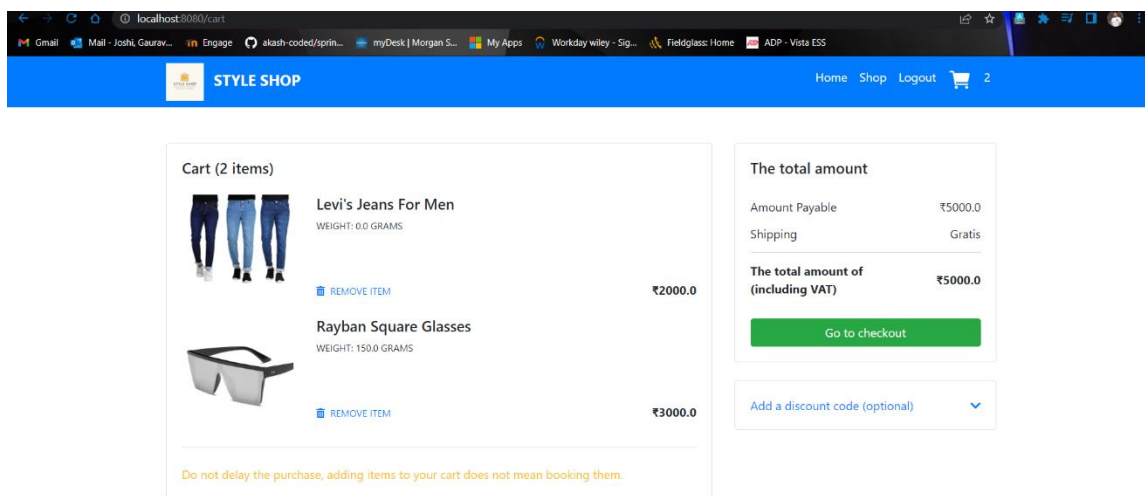 localhost:8080/cart
Gmail Mail - Joshi, Gaurav... Engage akash-coded/sprin... myDesk | Morgan S... My Apps Workday wiley - Sig... Fieldglass: Home ADP - Vista ESS
STYLE SHOP Home Shop Logout 2
Cart (2 items)
Levi's Jeans For Men
WEIGHT: 0.0 GRAMS
REMOVE ITEM ₹2000.0
Rayban Square Glasses
WEIGHT: 150.0 GRAMS
REMOVE ITEM ₹3000.0
Do not delay the purchase, adding items to your cart does not mean booking them.
The total amount
Amount Payable ₹5000.0
Shipping Gratis
The total amount of
(including VAT) ₹5000.0
Go to checkout
Add a discount code (optional)